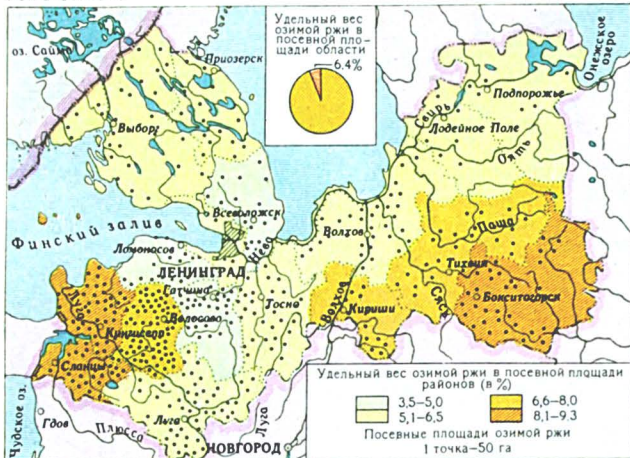 Удельный вес
озимой ржи в
посевной пло-
щади области
6.4%
оз. Сайма
Приозерск
Выборг
Онежское
озеро
Свирь
Подпорожье
Лодейное Поле
Оять
Финский залив
Всеволожск
Нева
Ломоносов
ЛЕНИНГРАД
Волхов
Паша
Тихвин
Бокситогорск
Гатчина
Тосно
Луга
Кингисепп
Волосово
Волхов
Кириши
Сясь
Сланцы
Чудское оз.
Гдов
Плюсса
Луга
Луга
НОВГОРОД
Удельный вес озимой ржи в посевной площади
районов (в %)
3,5–5,0
6,6–8,0
5,1–6,5
8,1–9,3
Посевные площади озимой ржи
1 точка–50 га